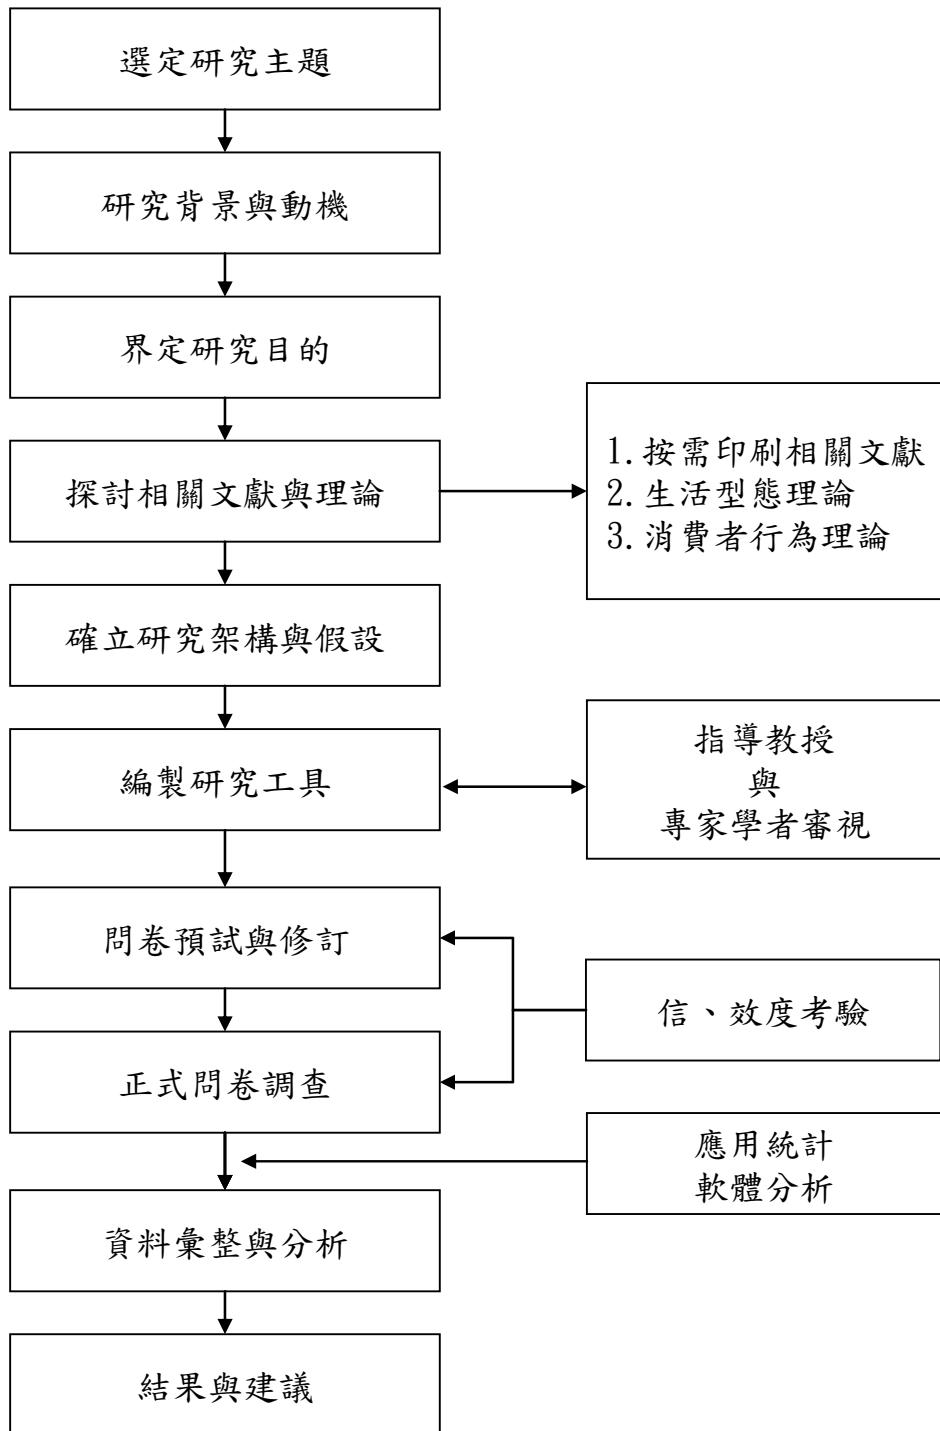 選定研究主題
研究背景與動機
界定研究目的
探討相關文獻與理論
1.按需印刷相關文獻
2.生活型態理論
3.消費者行為理論
確立研究架構與假設
編製研究工具
指導教授
與
專家學者審視
問卷預試與修訂
信、效度考驗
正式問卷調查
應用統計
軟體分析
資料彙整與分析
結果與建議